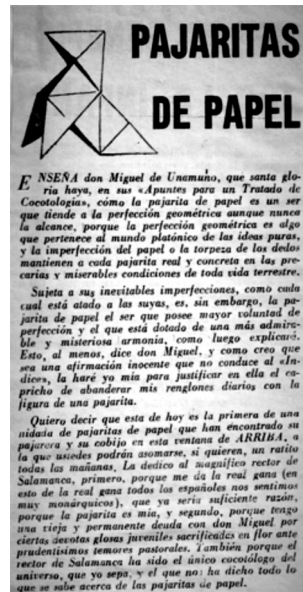 PAJARITAS
DE PAPEL
ENSEÑA don Miguel de Unamuno, que santa glo-
ria haya, en sus «Apuntes para un Tratado de
Cocotología», cómo la pajarita de papel es un ser
que tiende a la perfección geométrica aunque nunca
la alcance, porque la perfección geométrica es algo
que pertenece al mundo platónico de las ideas puras,
y la imperfección del papel o la torpeza de los dedos
mantienen a cada pajarita real y concreta en las pre-
carias y miserables condiciones de toda vida terrestre.
Sujeta a sus inevitables imperfecciones, como cada
cual está atado a las suyas, es, sin embargo, la pa-
jarita de papel el ser que posee mayor voluntad de
perfección y el que está dotado de una más admira-
ble y misteriosa armonía, como luego explicaré.
Esto, al menos, dice don Miguel, y como creo que
sea una afirmación inocente que no conduce al «In-
dice», la haré yo mía para justificar en ella el ca-
pricho de abanderar mis renglones diarios con la
figura de una pajarita.
Quiero decir que esta de hoy es la primera de una
nidada de pajaritas de papel que han encontrado su
pajarera y su cobijo en esta ventana de ARRIBA, a
la que ustedes podrán asomarse, si quieren, un ratito
todas las mañanas. La dedico al magnífico rector de
Salamanca, primero, porque me da la real gana (en
esto de la real gana todos los españoles nos sentimos
muy monárquicos), que ya sería suficiente razón,
porque la pajarita es mía, y segundo, porque tengo
una vieja y permanente deuda con don Miguel por
ciertas devotas glosas juveniles sacrificadas en flor ante
prudentísimos temores pastorales. También porque el
rector de Salamanca ha sido el único cocotólogo del
universo, que yo sepa, y el que no ha dicho todo lo
que se sabe acerca de las pajaritas de papel.